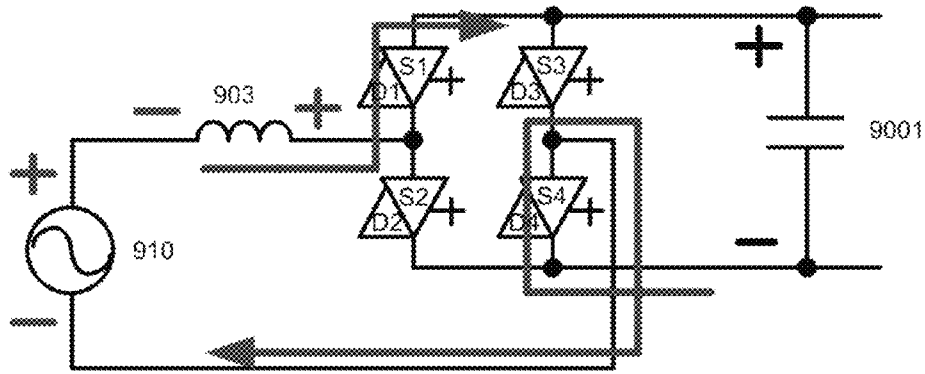 S1
D1
+
S3
D3
+
+
−
903
+
9001
+
S2
D2
+
S4
D4
+
910
−
−